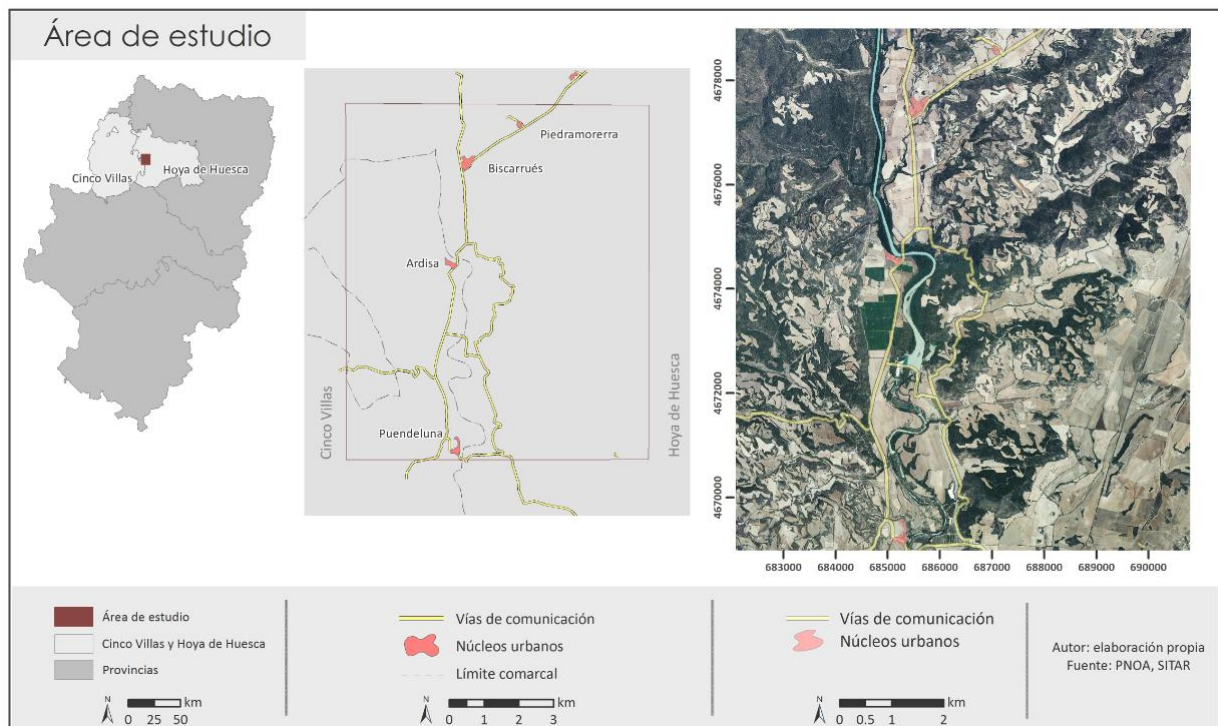 Área de estudio
Cinco Villas
Hoya de Huesca
Piedramorerra
Biscarrués
Ardisa
Puendeluna
Cinco Villas
Hoya de Huesca
4678000
4676000
4674000
4672000
4670000
683000 684000 685000 686000 687000 688000 689000 690000
Área de estudio
Cinco Villas y Hoya de Huesca
Provincias
N
km
0 25 50
Vías de comunicación
Núcleos urbanos
Límite comarcal
N
km
0 1 2 3
Vías de comunicación
Núcleos urbanos
N
km
0 0.5 1 2
Autor: elaboración propia
Fuente: PNOA, SITAR